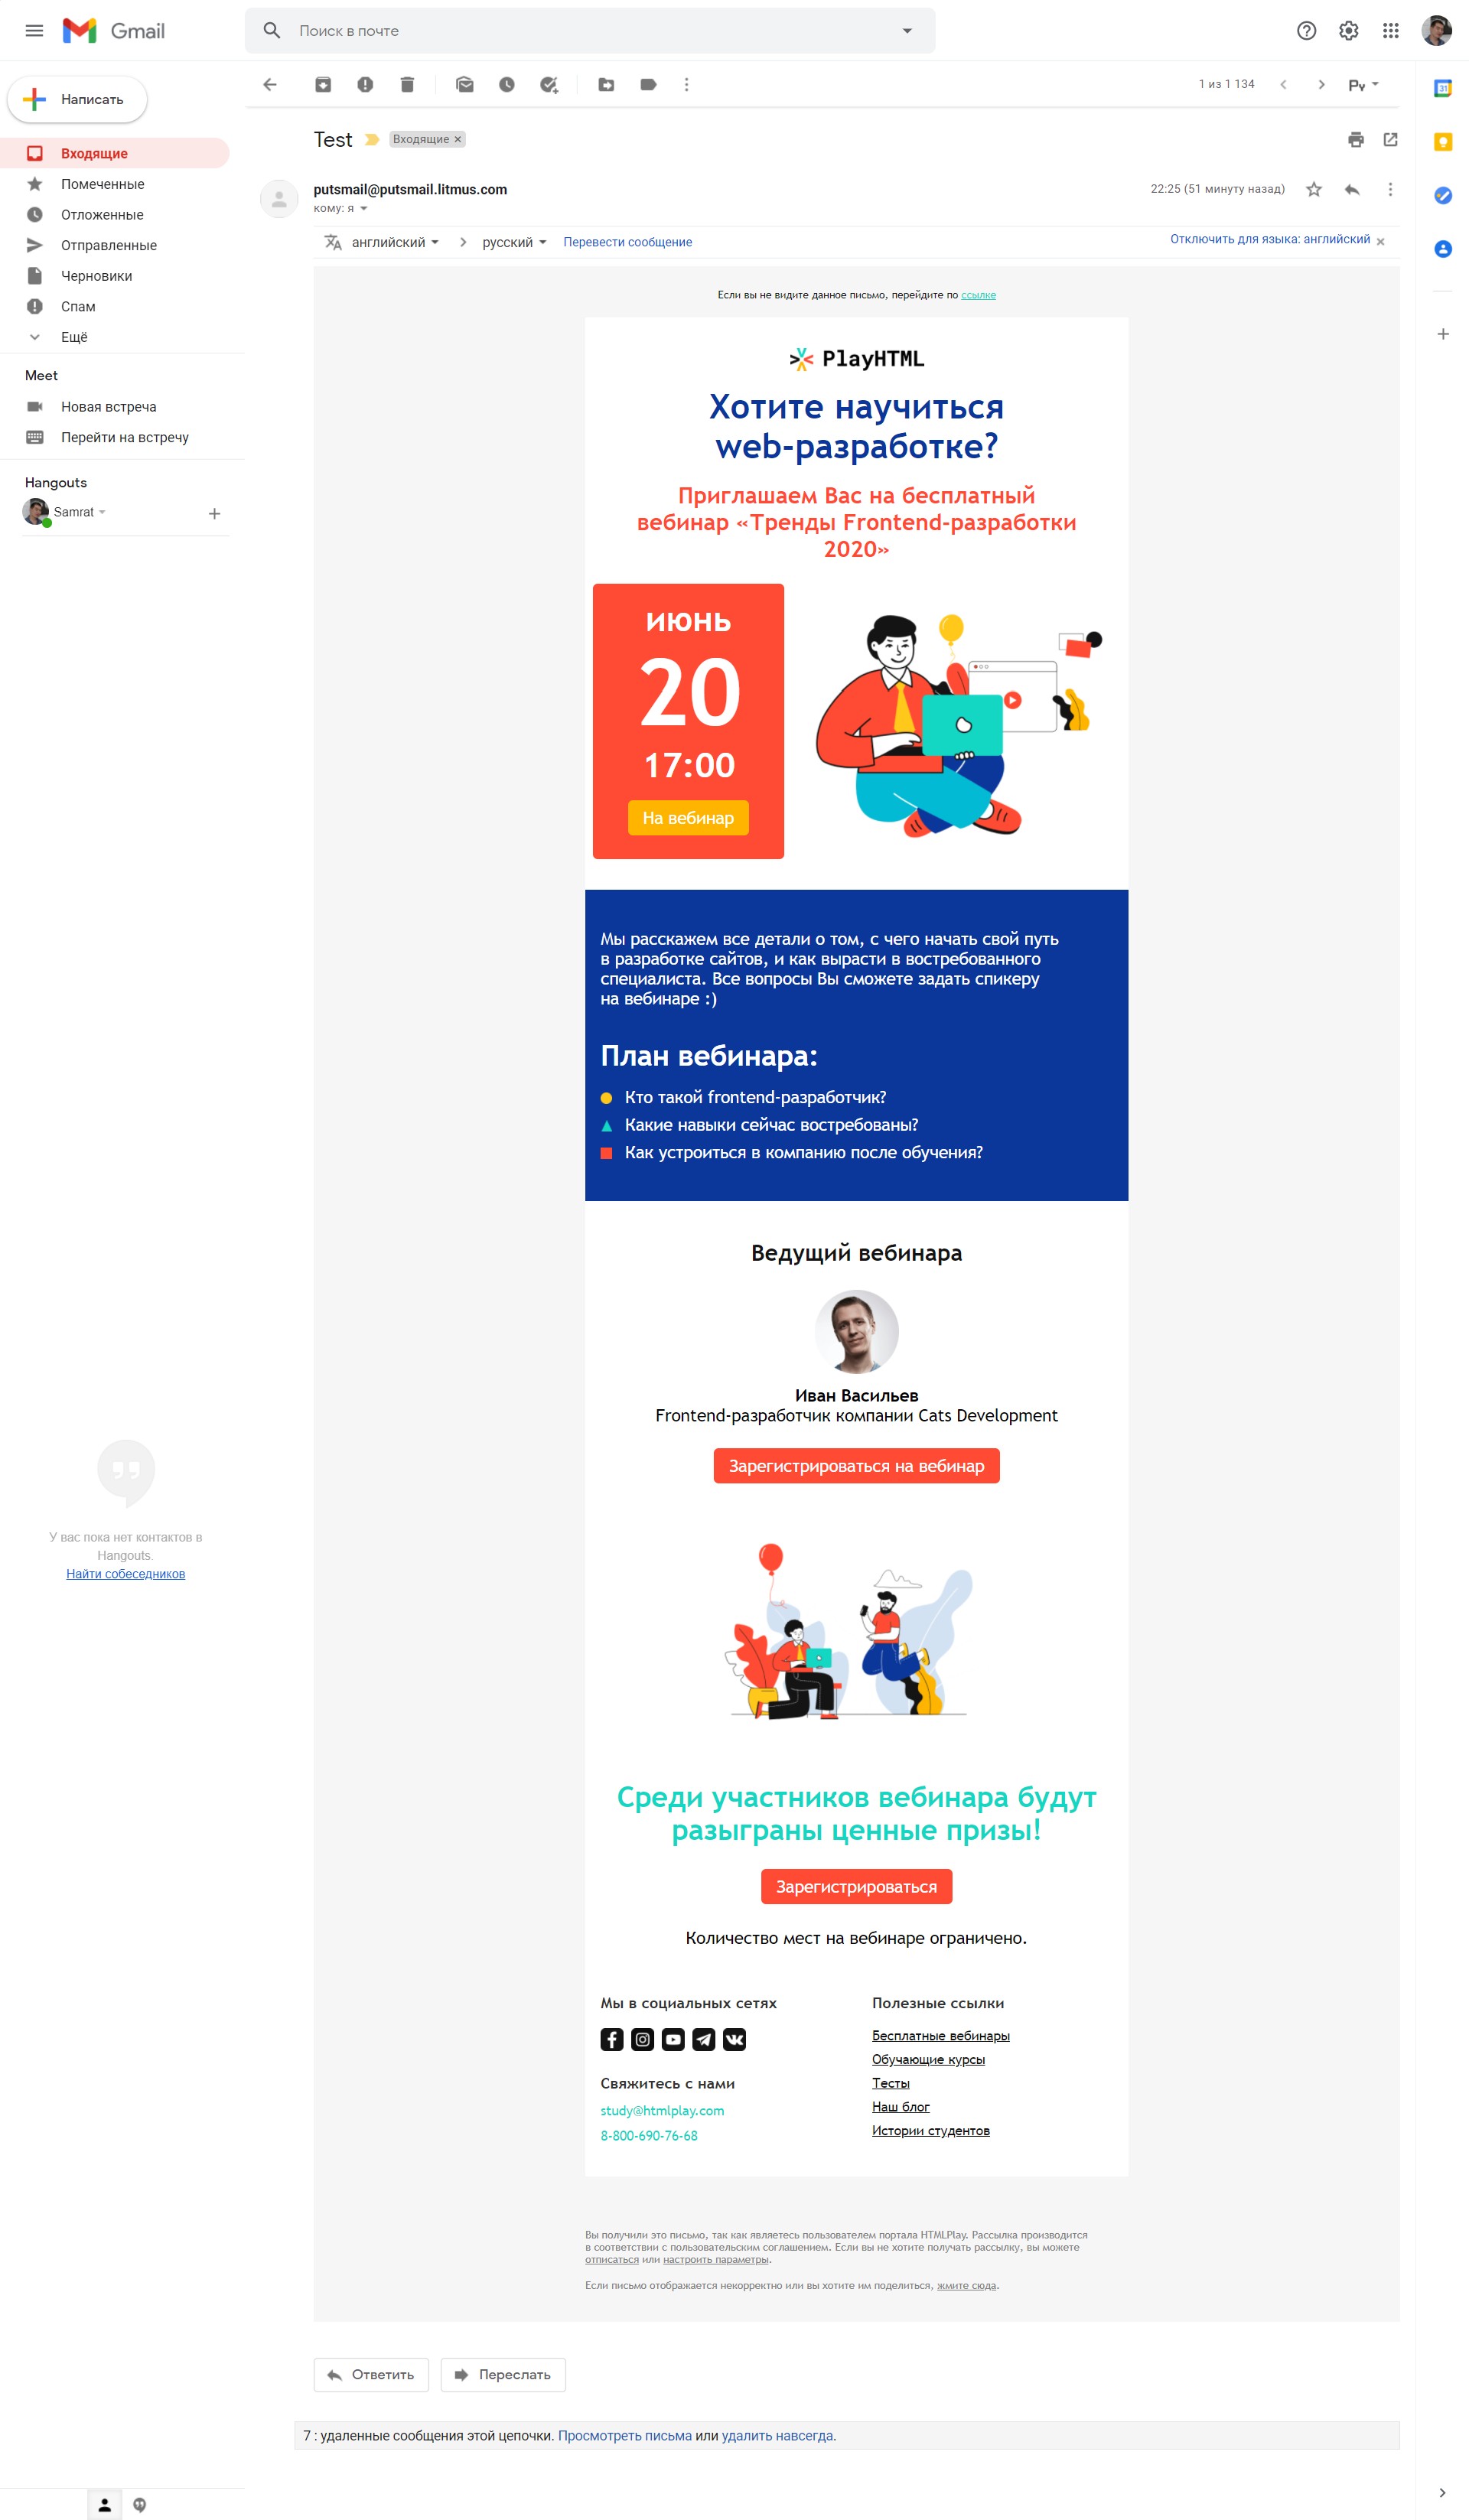 Gmail
Поиск в почте
Написать
1 из 1 134
Ру
Входящие
Помеченные
Отложенные
Отправленные
Черновики
Спам
Ещё
Meet
Новая встреча
Перейти на встречу
Hangouts
Samrat
У вас пока нет контактов в
Hangouts.
Найти собеседников
Test
Входящие
putsmail@putsmail.litmus.com
22:25 (51 минуту назад)
кому: я
английский
русский
Перевести сообщение
Отключить для языка: английский
Если вы не видите данное письмо, перейдите по ссылке
PlayHTML
Хотите научиться
web-разработке?
Приглашаем Вас на бесплатный
вебинар «Тренды Frontend-разработки
2020»
июнь
20
17:00
На вебинар
Мы расскажем все детали о том, с чего начать свой путь
в разработке сайтов, и как вырасти в востребованного
специалиста. Все вопросы Вы сможете задать спикеру
на вебинаре :)
План вебинара:
Кто такой frontend-разработчик?
Какие навыки сейчас востребованы?
Как устроиться в компанию после обучения?
Ведущий вебинара
Иван Васильев
Frontend-разработчик компании Cats Development
Зарегистрироваться на вебинар
Среди участников вебинара будут
разыграны ценные призы!
Зарегистрироваться
Количество мест на вебинаре ограничено.
Мы в социальных сетях
Свяжитесь с нами
study@htmlplay.com
8-800-690-76-68
Полезные ссылки
Бесплатные вебинары
Обучающие курсы
Тесты
Наш блог
Истории студентов
Вы получили это письмо, так как являетесь пользователем портала HTMLPlay. Рассылка производится
в соответствии с пользовательским соглашением. Если вы не хотите получать рассылку, вы можете
отписаться или настроить параметры.
Если письмо отображается некорректно или вы хотите им поделиться, жмите сюда.
Ответить
Переслать
7 : удаленные сообщения этой цепочки. Просмотреть письма или удалить навсегда.